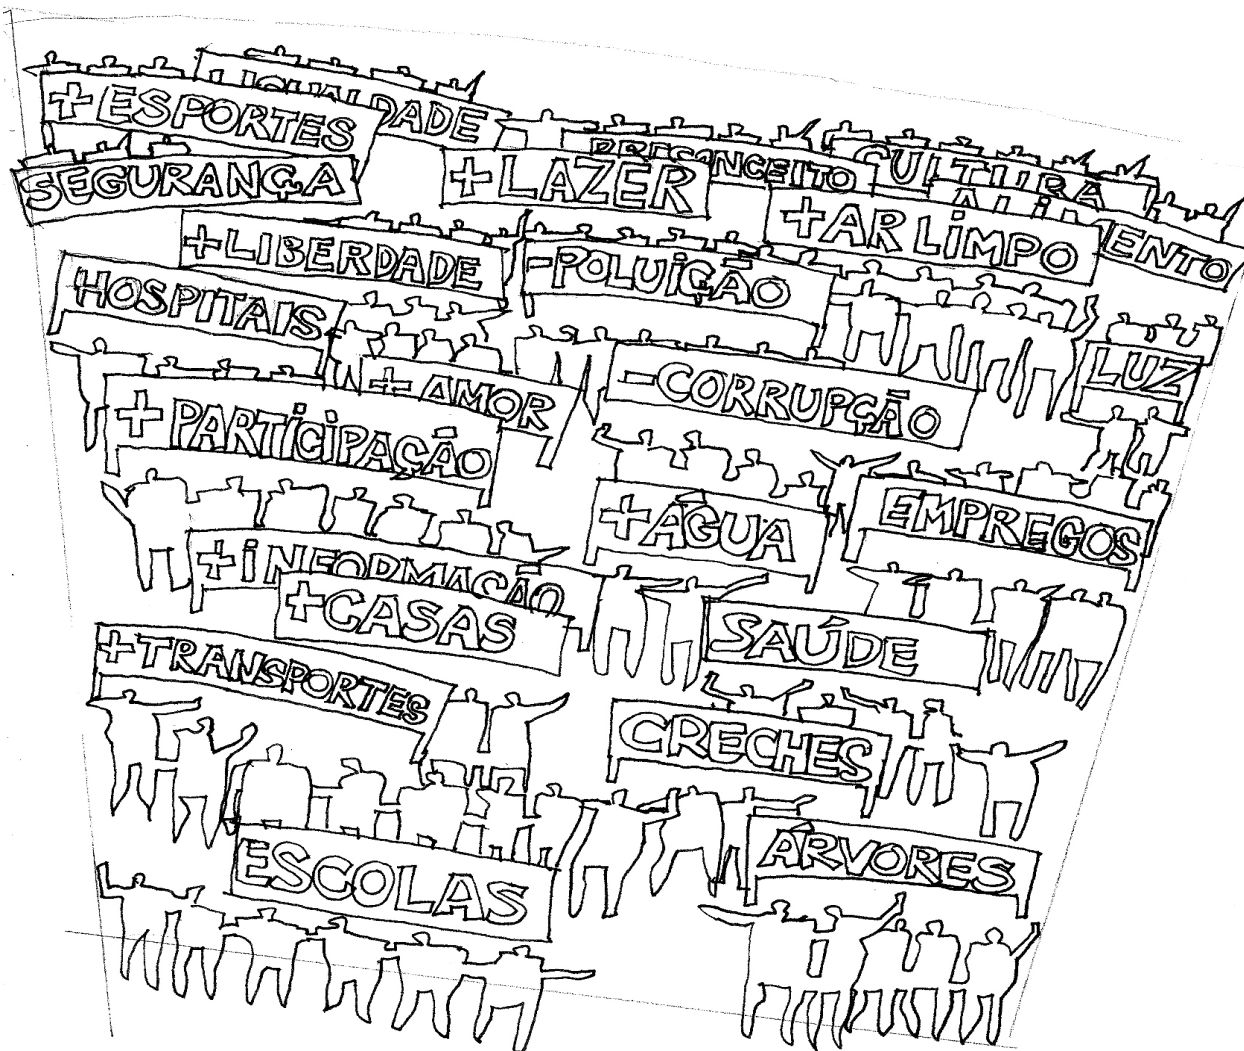 IGUALDADE
+ESPORTES
SEGURANÇA
+LAZER
PRECONCEITO
CULTURA
ALiMENTO
+AR LiMPO
+LIBERDADE
-POLUiÇÃO
HOSPITAIS
LUZ
+AMOR
-CORRUPÇÃO
+PARTiCiPAÇÃO
+ÁGUA
EMPREGOS
+iNFORMAÇÃO
+CASAS
SAÚDE
+TRANSPORTES
CRECHES
ESCOLAS
ÁRVORES